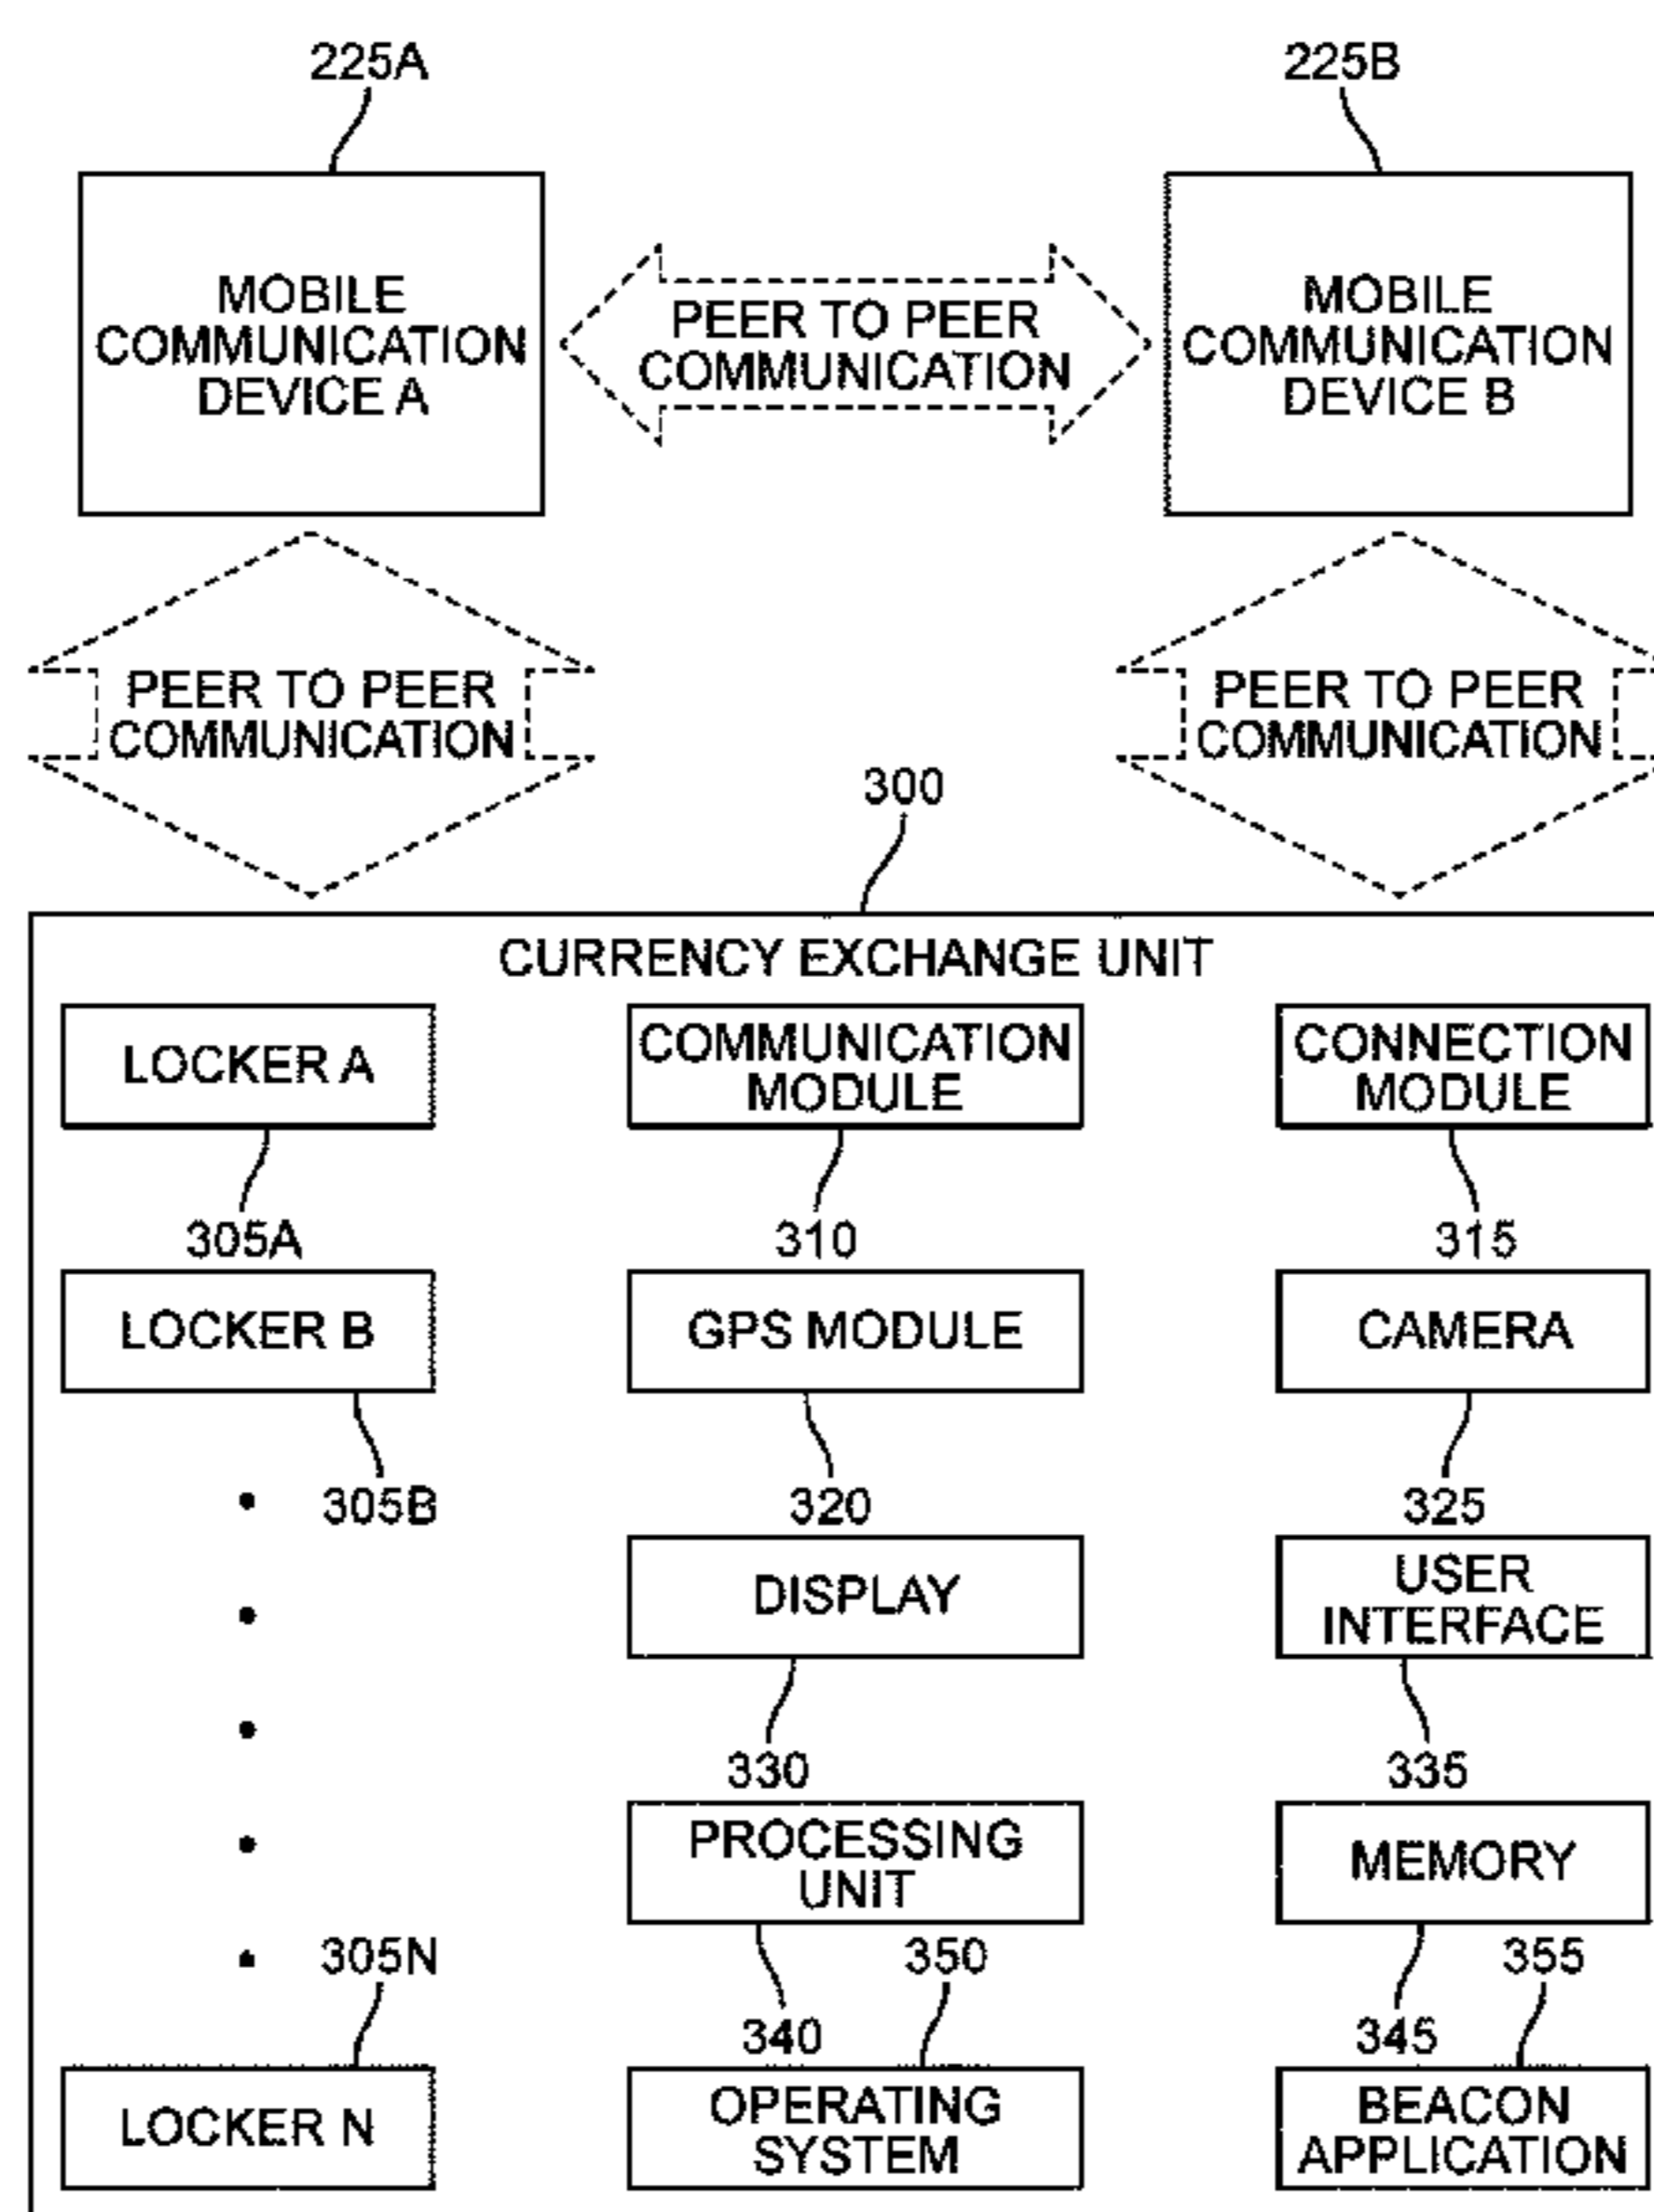 225A
225B
MOBILE
COMMUNICATION
DEVICE A
PEER TO PEER
COMMUNICATION
MOBILE
COMMUNICATION
DEVICE B
PEER TO PEER
COMMUNICATION
PEER TO PEER
COMMUNICATION
300
CURRENCY EXCHANGE UNIT
LOCKER A
COMMUNICATION
MODULE
CONNECTION
MODULE
305A
310
315
LOCKER B
GPS MODULE
CAMERA
305B
320
325
DISPLAY
USER
INTERFACE
330
335
PROCESSING
UNIT
MEMORY
305N
350
355
340
345
LOCKER N
OPERATING
SYSTEM
BEACON
APPLICATION